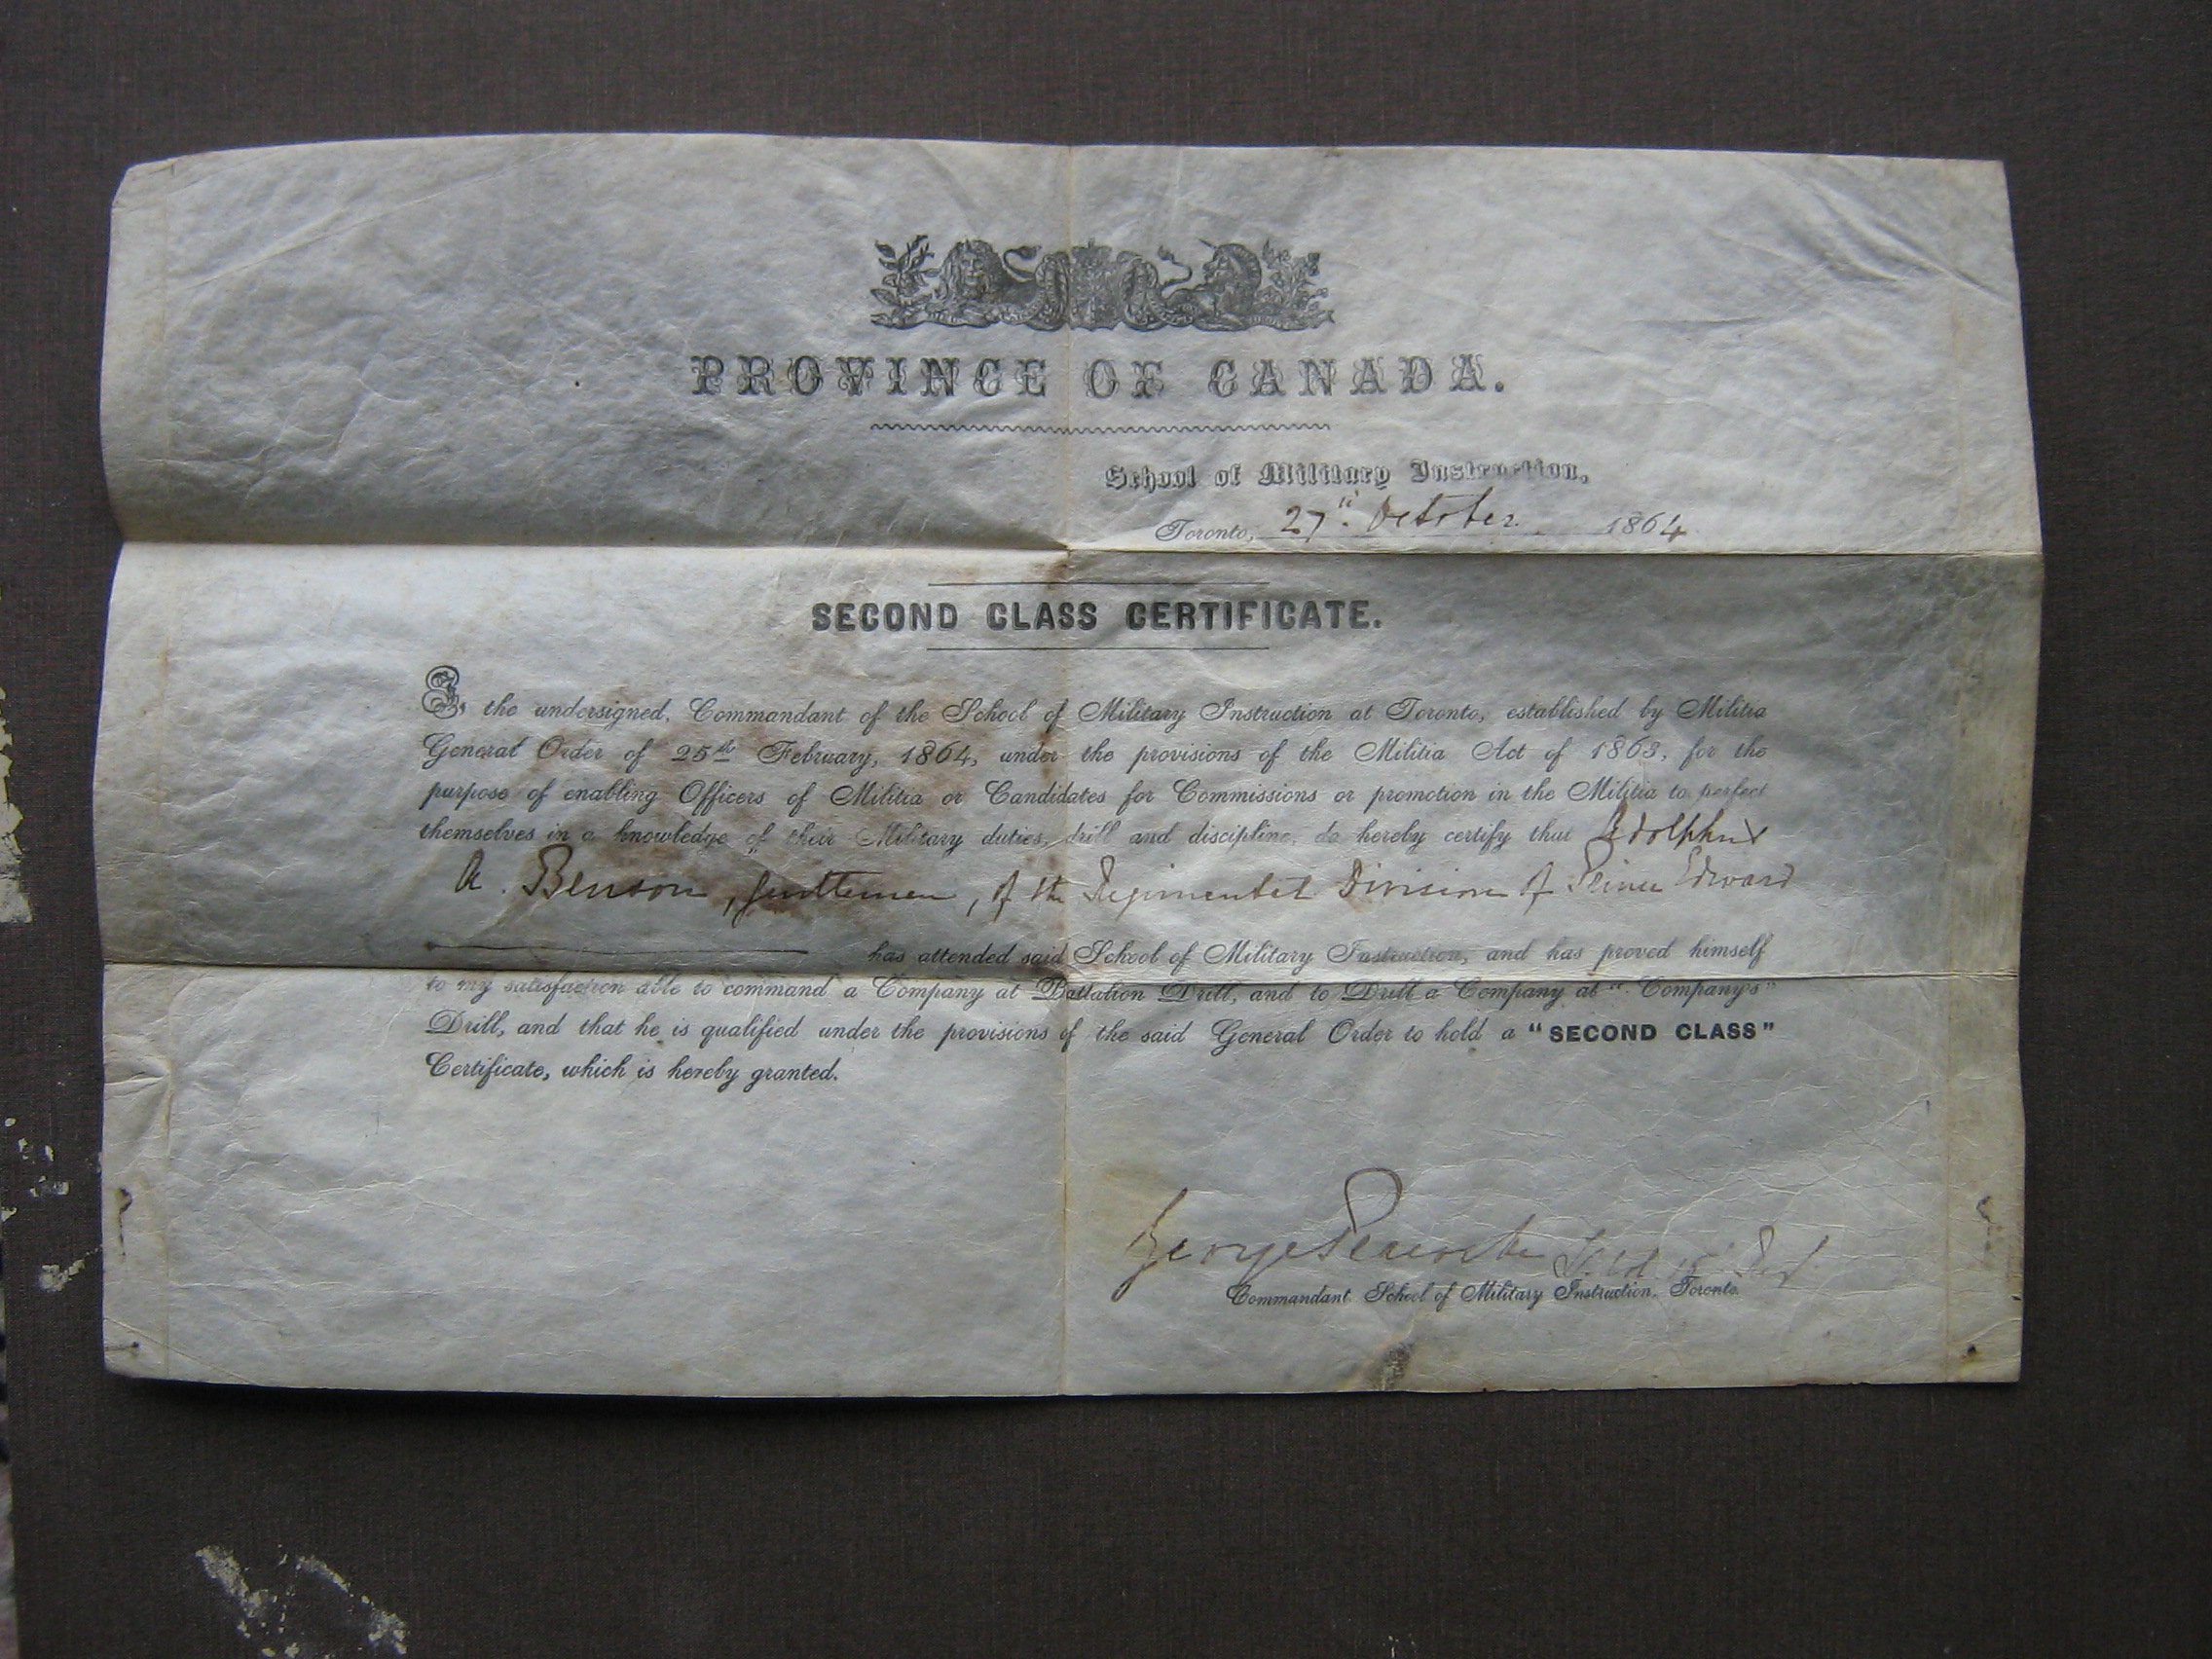 PROVINCE OF CANADA.
School of Military Instruction,
Toronto, 27th October 1864
SECOND CLASS CERTIFICATE.
I, the undersigned, Commandant of the School of Military Instruction at Toronto, established by Militia
General Order of 25th February, 1864, under the provisions of the Militia Act of 1863, for the
purpose of enabling Officers of Militia or Candidates for Commissions or promotion in the Militia to perfect
themselves in a knowledge of their Military duties, drill and discipline, do hereby certify that Adolphus
A. Benson, Gentleman, of the Regimental Division of Prince Edward
has attended said School of Military Instruction, and has proved himself
to my satisfaction able to command a Company at Battalion Drill, and to Drill a Company at "Company's"
Drill, and that he is qualified under the provisions of the said General Order to hold a "SECOND CLASS"
Certificate, which is hereby granted.
George
Commandant School of Military Instruction, Toronto.